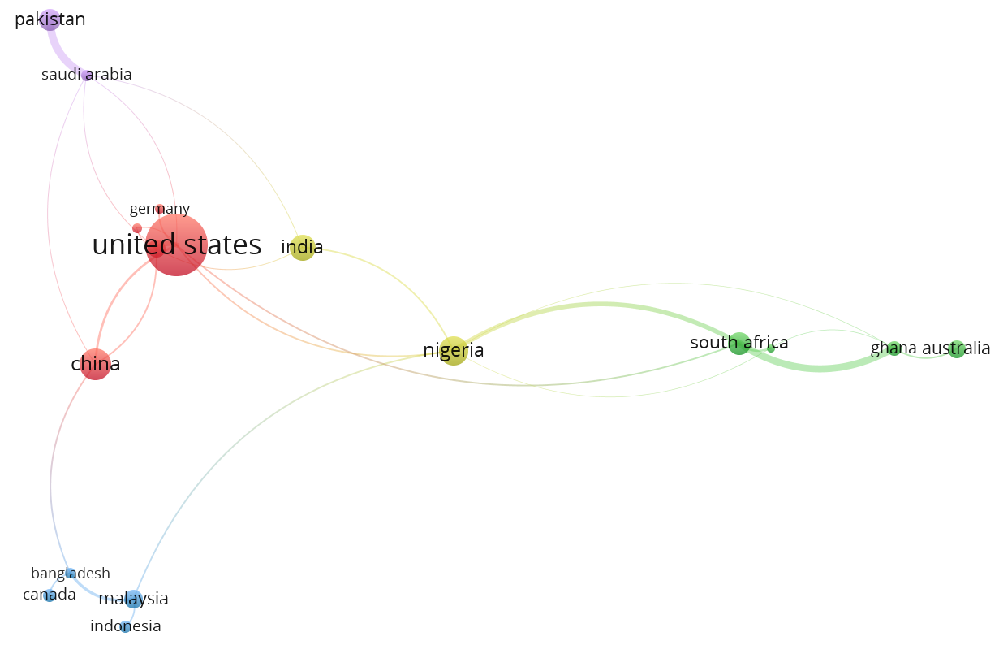 pakistan
saudi arabia
germany
united states
india
china
nigeria
south africa
ghana
australia
bangladesh
canada
malaysia
indonesia